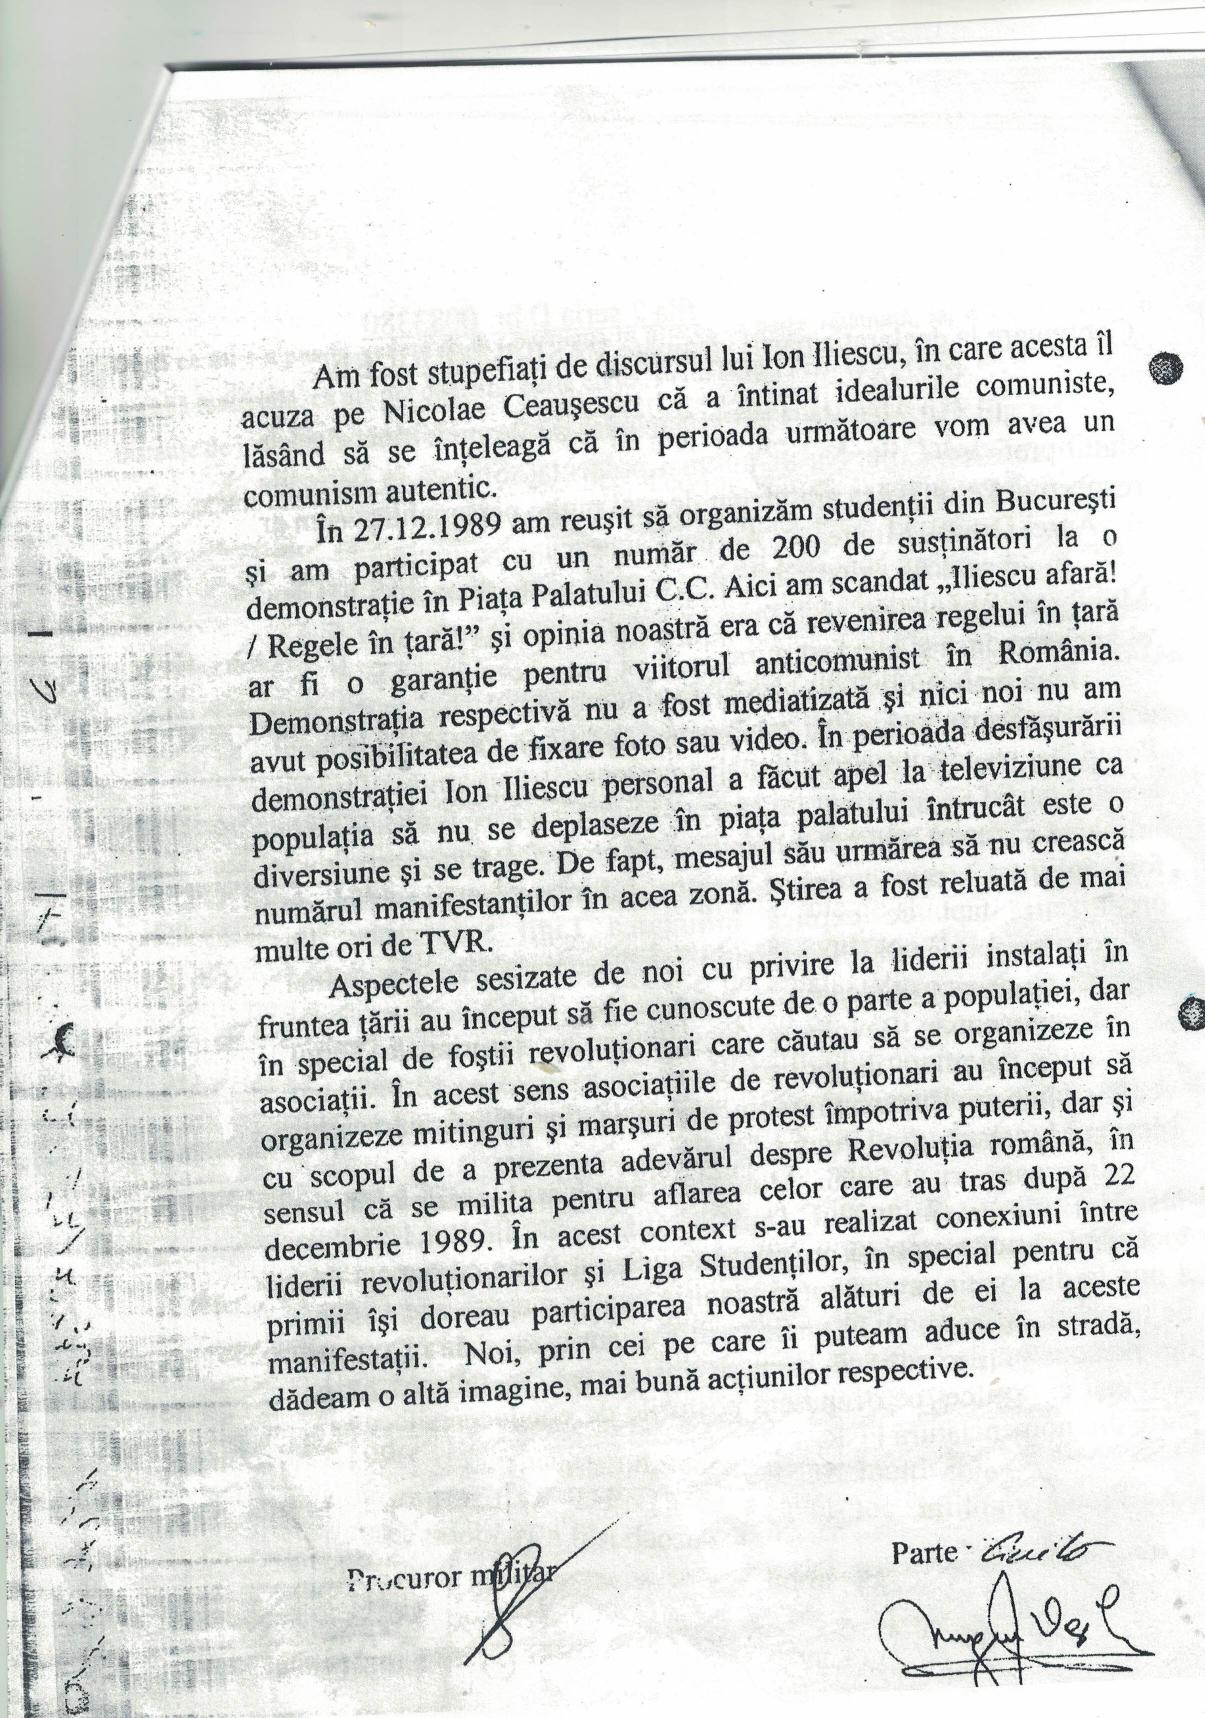 Am fost stupefiați de discursul lui Ion Iliescu, în care acesta îl
acuza pe Nicolae Ceaușescu că a întinat idealurile comuniste,
lăsând să se înțeleagă că în perioada următoare vom avea un
comunism autentic.
În 27.12.1989 am reușit să organizăm studenții din București
și am participat cu un număr de 200 de susținători la o
demonstrație în Piața Palatului C.C. Aici am scandat „Iliescu afară!
/ Regele în țară!” și opinia noastră era că revenirea regelui în țară
ar fi o garanție pentru viitorul anticomunist în România.
Demonstrația respectivă nu a fost mediatizată și nici noi nu am
avut posibilitatea de fixare foto sau video. În perioada desfășurării
demonstrației Ion Iliescu personal a făcut apel la televiziune ca
populația să nu se deplaseze în piața palatului întrucât este o
diversiune și se trage. De fapt, mesajul său urmărea să nu crească
numărul manifestanților în acea zonă. Știrea a fost reluată de mai
multe ori de TVR.
Aspectele sesizate de noi cu privire la liderii instalați în
fruntea țării au început să fie cunoscute de o parte a populației, dar
în special de foștii revoluționari care căutau să se organizeze în
asociații. În acest sens asociațiile de revoluționari au început să
organizeze mitinguri și marșuri de protest împotriva puterii, dar și
cu scopul de a prezenta adevărul despre Revoluția română, în
sensul că se milita pentru aflarea celor care au tras după 22
decembrie 1989. În acest context s-au realizat conexiuni între
liderii revoluționarilor și Liga Studenților, în special pentru că
primii își doreau participarea noastră alături de ei la aceste
manifestații. Noi, prin cei pe care îi puteam aduce în stradă,
dădeam o altă imagine, mai bună acțiunilor respective.
Procuror militar
Parte